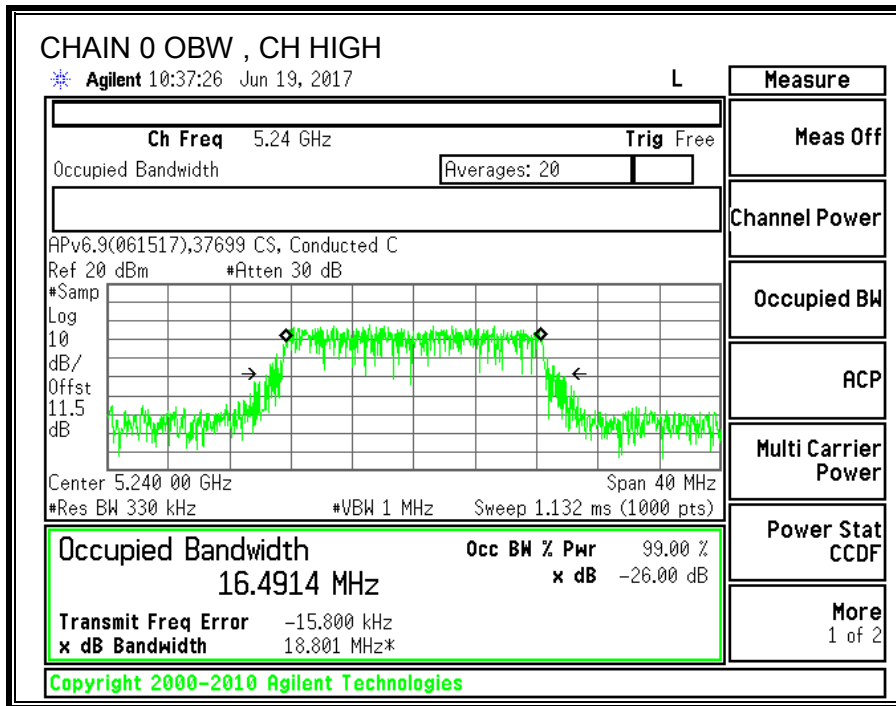 CHAIN 0 OBW , CH HIGH
Agilent 10:37:26 Jun 19, 2017 L
Measure
Ch Freq 5.24 GHz Trig Free
Occupied Bandwidth Averages: 20
APv6.9(061517),37699 CS, Conducted C
Ref 20 dBm #Atten 30 dB
#Samp
Log
10
dB/
Offst
11.5
dB
Center 5.240 00 GHz Span 40 MHz
#Res BW 330 kHz #VBW 1 MHz Sweep 1.132 ms (1000 pts)
Occupied Bandwidth Occ BW % Pwr 99.00 %
16.4914 MHz x dB -26.00 dB
Transmit Freq Error -15.800 kHz
x dB Bandwidth 18.801 MHz*
Meas Off
Channel Power
Occupied BW
ACP
Multi Carrier
Power
Power Stat
CCDF
More
1 of 2
Copyright 2000-2010 Agilent Technologies